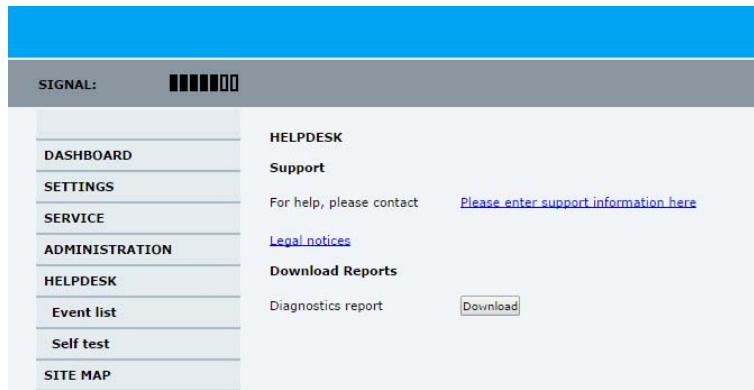 SIGNAL:
DASHBOARD
SETTINGS
SERVICE
ADMINISTRATION
HELPDESK
Event list
Self test
SITE MAP
HELPDESK
Support
For help, please contact Please enter support information here
Legal notices
Download Reports
Diagnostics report Download